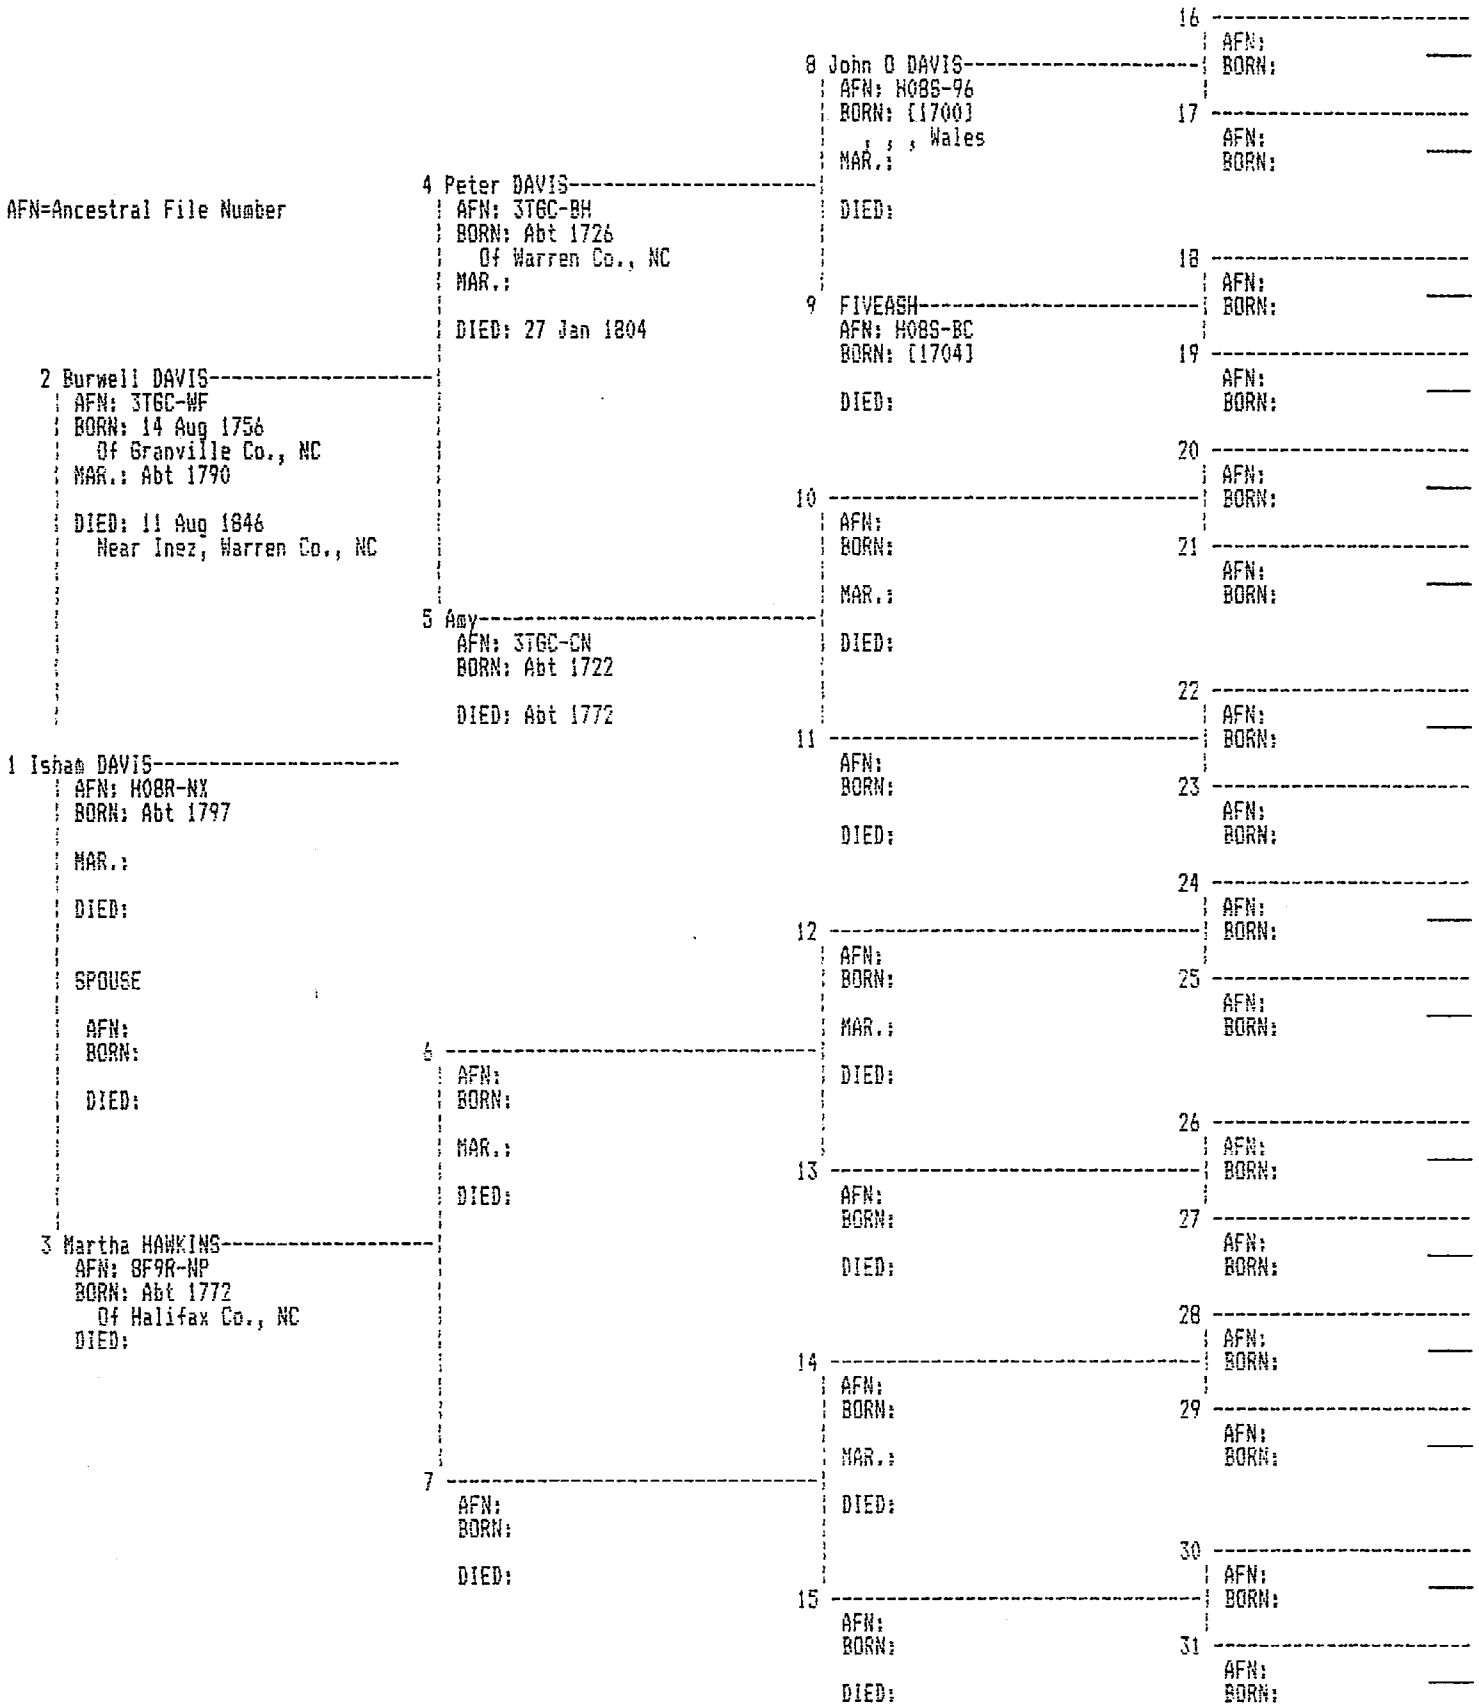 AFN=Ancestral File Number
1 Isham DAVIS
AFN: H08R-NX
BORN: Abt 1797
MAR.:
DIED:
SPOUSE
AFN:
BORN:
DIED:
2 Burwell DAVIS
AFN: 3TGC-WF
BORN: 14 Aug 1756
Of Granville Co., NC
MAR.: Abt 1790
DIED: 11 Aug 1846
Near Inez, Warren Co., NC
3 Martha HAWKINS
AFN: 8F9R-NP
BORN: Abt 1772
Of Halifax Co., NC
DIED:
4 Peter DAVIS
AFN: 3TGC-BH
BORN: Abt 1726
Of Warren Co., NC
MAR.:
DIED: 27 Jan 1804
5 Amy
AFN: 3TGC-CN
BORN: Abt 1722
DIED: Abt 1772
6
AFN:
BORN:
MAR.:
DIED:
7
AFN:
BORN:
DIED:
8 John O DAVIS
AFN: H08S-96
BORN: [1700]
, , , Wales
MAR.:
DIED:
9 FIVEASH
AFN: H08S-BC
BORN: [1704]
DIED:
10
AFN:
BORN:
MAR.:
DIED:
11
AFN:
BORN:
DIED:
12
AFN:
BORN:
MAR.:
DIED:
13
AFN:
BORN:
DIED:
14
AFN:
BORN:
MAR.:
DIED:
15
AFN:
BORN:
DIED:
16
AFN:
BORN:
17
AFN:
BORN:
18
AFN:
BORN:
19
AFN:
BORN:
20
AFN:
BORN:
21
AFN:
BORN:
22
AFN:
BORN:
23
AFN:
BORN:
24
AFN:
BORN:
25
AFN:
BORN:
26
AFN:
BORN:
27
AFN:
BORN:
28
AFN:
BORN:
29
AFN:
BORN:
30
AFN:
BORN:
31
AFN:
BORN: